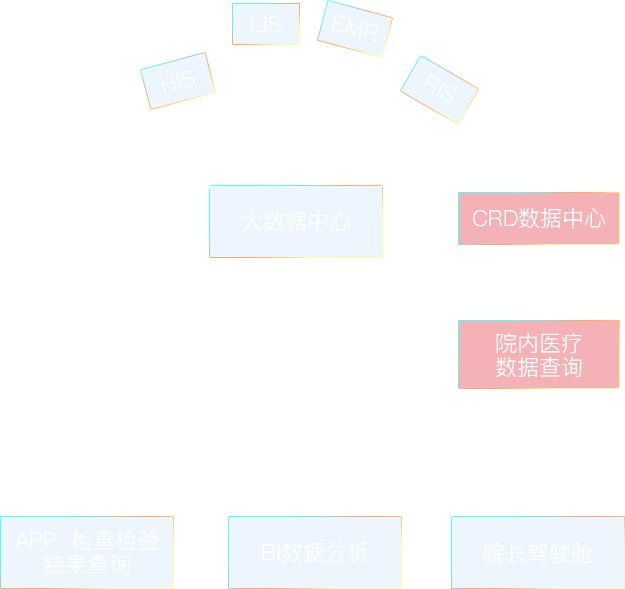 LIS
EMR
HIS
RIS
大数据中心
CRD数据中心
院内医疗
数据查询
APP 检查检验
结果查询
BI数据分析
院长驾驶舱